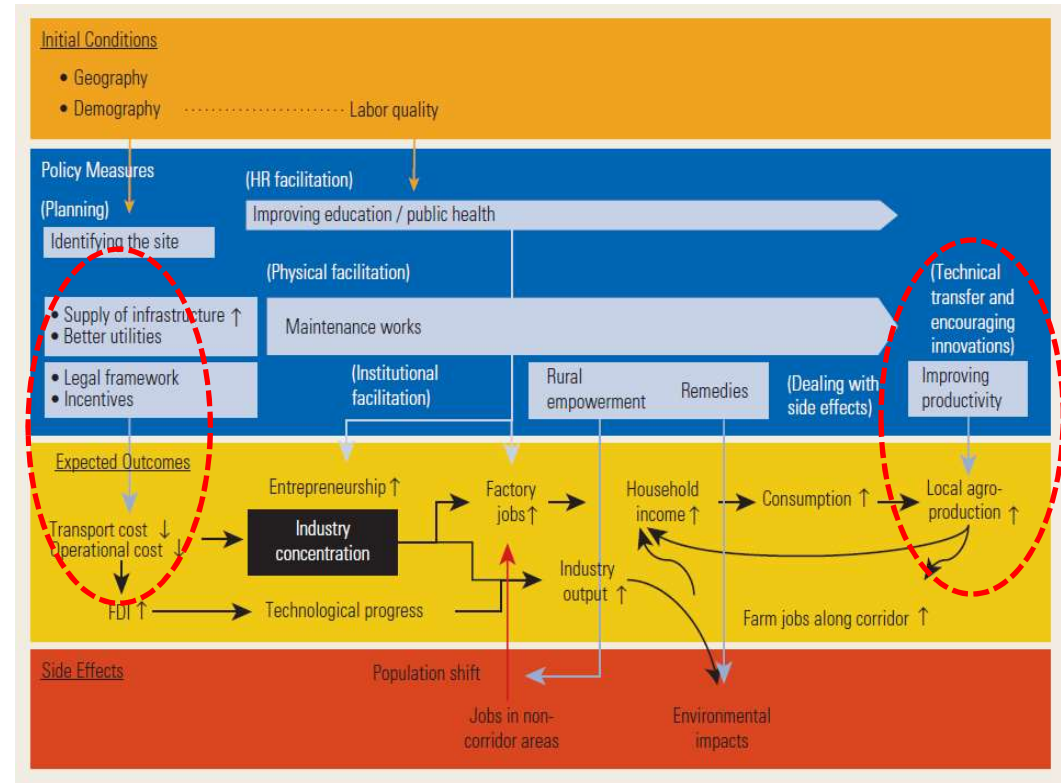 Initial Conditions
• Geography
• Demography ........................ Labor quality
Policy Measures
(HR facilitation)
(Planning)
Improving education / public health
Identifying the site
(Physical facilitation)
(Technical
transfer and
encouraging
innovations)
• Supply of infrastructure ↑
• Better utilities
Maintenance works
• Legal framework
• Incentives
(Institutional
facilitation)
Rural
empowerment
Remedies
(Dealing with
side effects)
Improving
productivity
Expected Outcomes
Entrepreneurship ↑
Factory
jobs ↑
Household
income ↑
Consumption ↑
Local agro-
production ↑
Transport cost ↓
Operational cost ↓
Industry
concentration
Industry
output ↑
FDI ↑
Technological progress
Farm jobs along corridor ↑
Side Effects
Population shift
Jobs in non-
corridor areas
Environmental
impacts